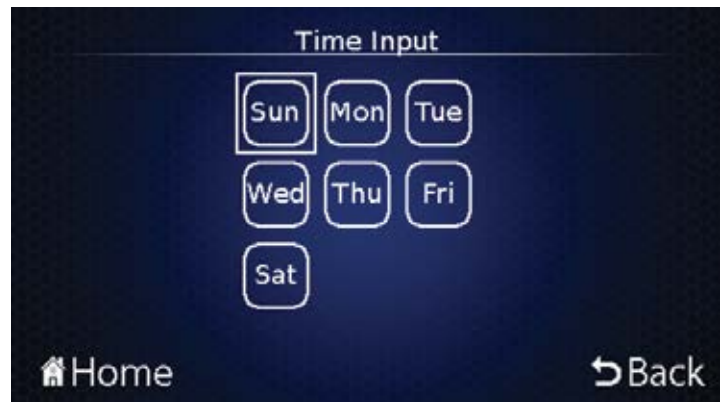 Time Input
Sun Mon Tue
Wed Thu Fri
Sat
Home Back